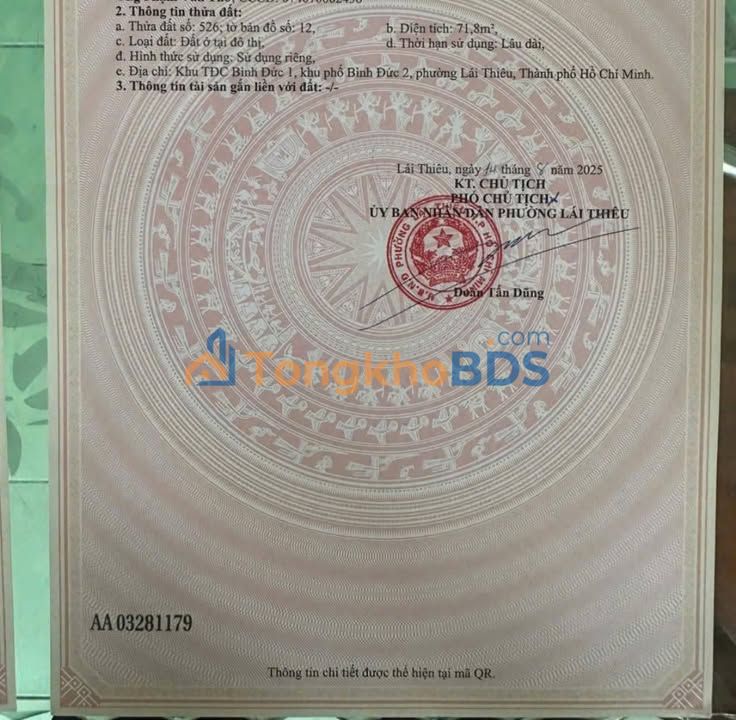 2. Thông tin thửa đất:
a. Thửa đất số: 526; tờ bản đồ số: 12,
b. Diện tích: 71,8m²,
c. Loại đất: Đất ở tại đô thị,
d. Thời hạn sử dụng: Lâu dài,
đ. Hình thức sử dụng: Sử dụng riêng,
e. Địa chỉ: Khu TĐC Bình Đức 1, khu phố Bình Đức 2, phường Lái Thiêu, Thành phố Hồ Chí Minh.
3. Thông tin tài sản gắn liền với đất: -/-
Lái Thiêu, ngày 14 tháng 8 năm 2025
KT. CHỦ TỊCH
PHÓ CHỦ TỊCH
ỦY BAN NHÂN DÂN PHƯỜNG LÁI THIÊU
Đoàn Tấn Dũng
TongkhoBDS.com
AA 03281179
Thông tin chi tiết được thể hiện tại mã QR.